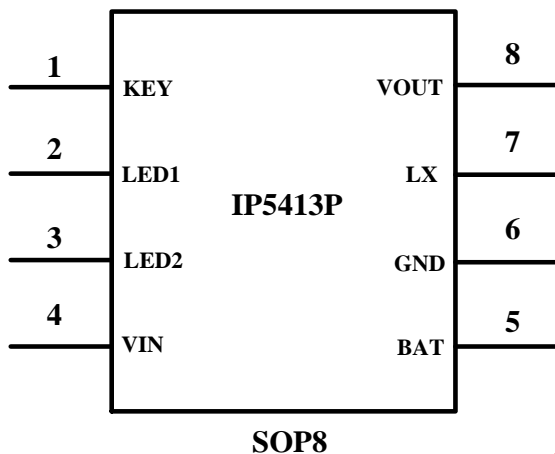 1 KEY VOUT 8
2 LED1 LX 7
IP5413P
3 LED2 GND 6
4 VIN BAT 5
SOP8